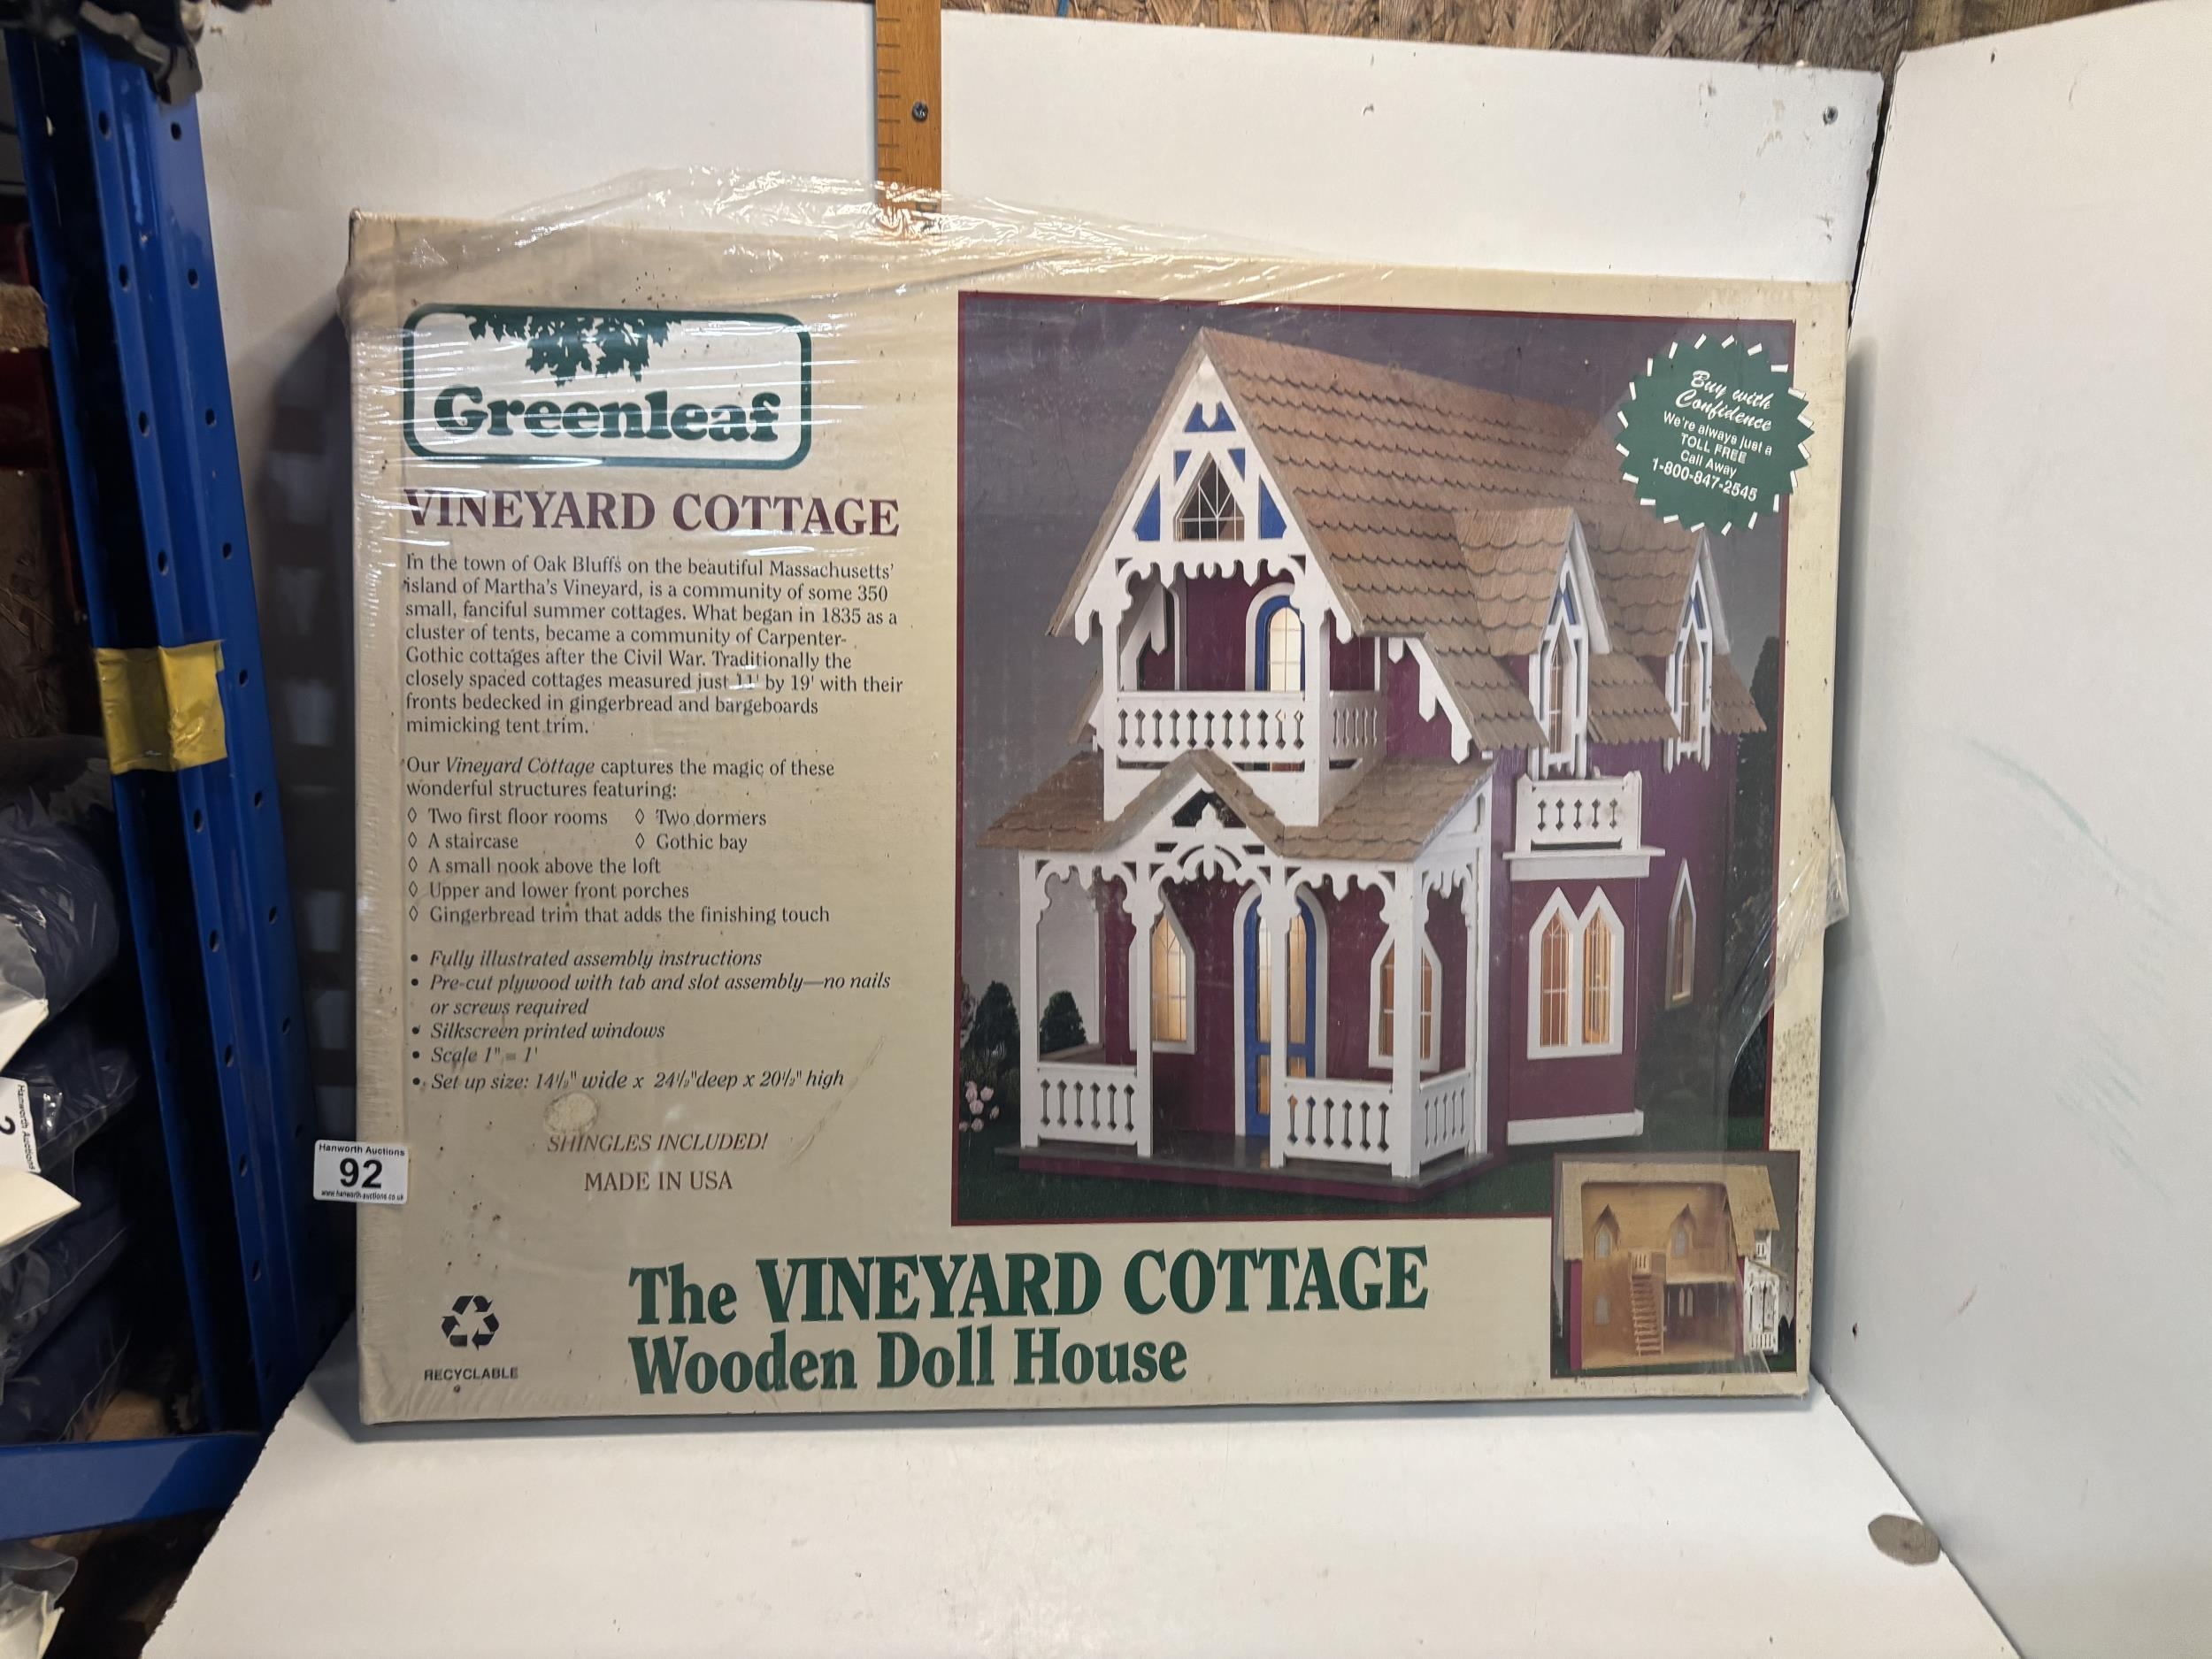 Greenleaf
VINEYARD COTTAGE
In the town of Oak Bluffs on the beautiful Massachusetts'
island of Martha's Vineyard, is a community of some 350
small, fanciful summer cottages. What began in 1835 as a
cluster of tents, became a community of Carpenter-
Gothic cottages after the Civil War. Traditionally the
closely spaced cottages measured just 11' by 19' with their
fronts bedecked in gingerbread and bargeboards
mimicking tent trim.
Our Vineyard Cottage captures the magic of these
wonderful structures featuring:
◊ Two first floor rooms ◊ Two dormers
◊ A staircase ◊ Gothic bay
◊ A small nook above the loft
◊ Upper and lower front porches
◊ Gingerbread trim that adds the finishing touch
• Fully illustrated assembly instructions
• Pre-cut plywood with tab and slot assembly—no nails
or screws required
• Silkscreen printed windows
• Scale 1" = 1'
• Set up size: 14½" wide x 24½"deep x 20½" high
SHINGLES INCLUDED!
MADE IN USA
RECYCLABLE
The VINEYARD COTTAGE
Wooden Doll House
Buy with
Confidence
We're always just a
TOLL FREE
Call Away
1-800-847-2545
Hanworth Auctions
92
www.hanworthauctions.co.uk
Hanworth Auctions
2